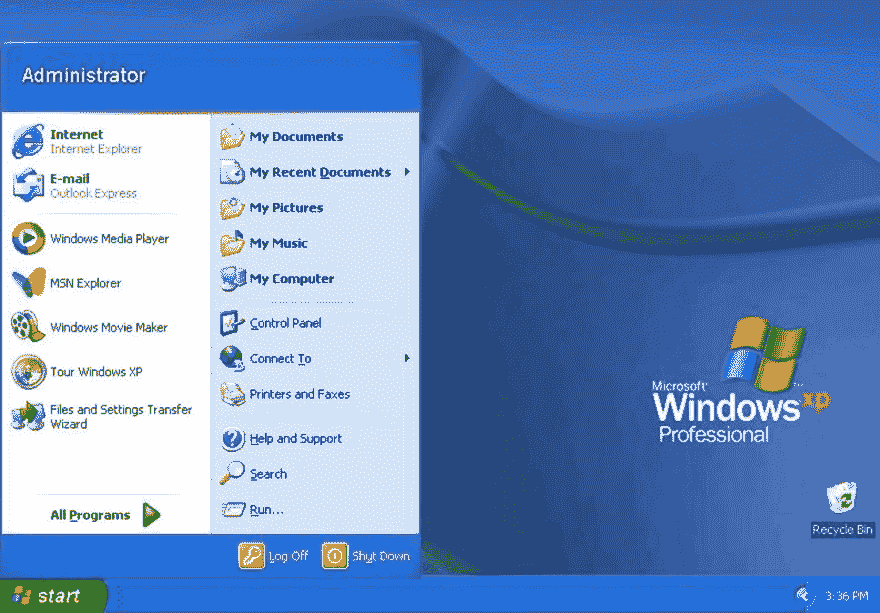 Administrator
Internet
Internet Explorer
E-mail
Outlook Express
Windows Media Player
MSN Explorer
Windows Movie Maker
Tour Windows XP
Files and Settings Transfer
Wizard
All Programs
My Documents
My Recent Documents
My Pictures
My Music
My Computer
Control Panel
Connect To
Printers and Faxes
Help and Support
Search
Run...
Log Off
Shut Down
Microsoft
Windows xp
Professional
Recycle Bin
start
3:36 PM